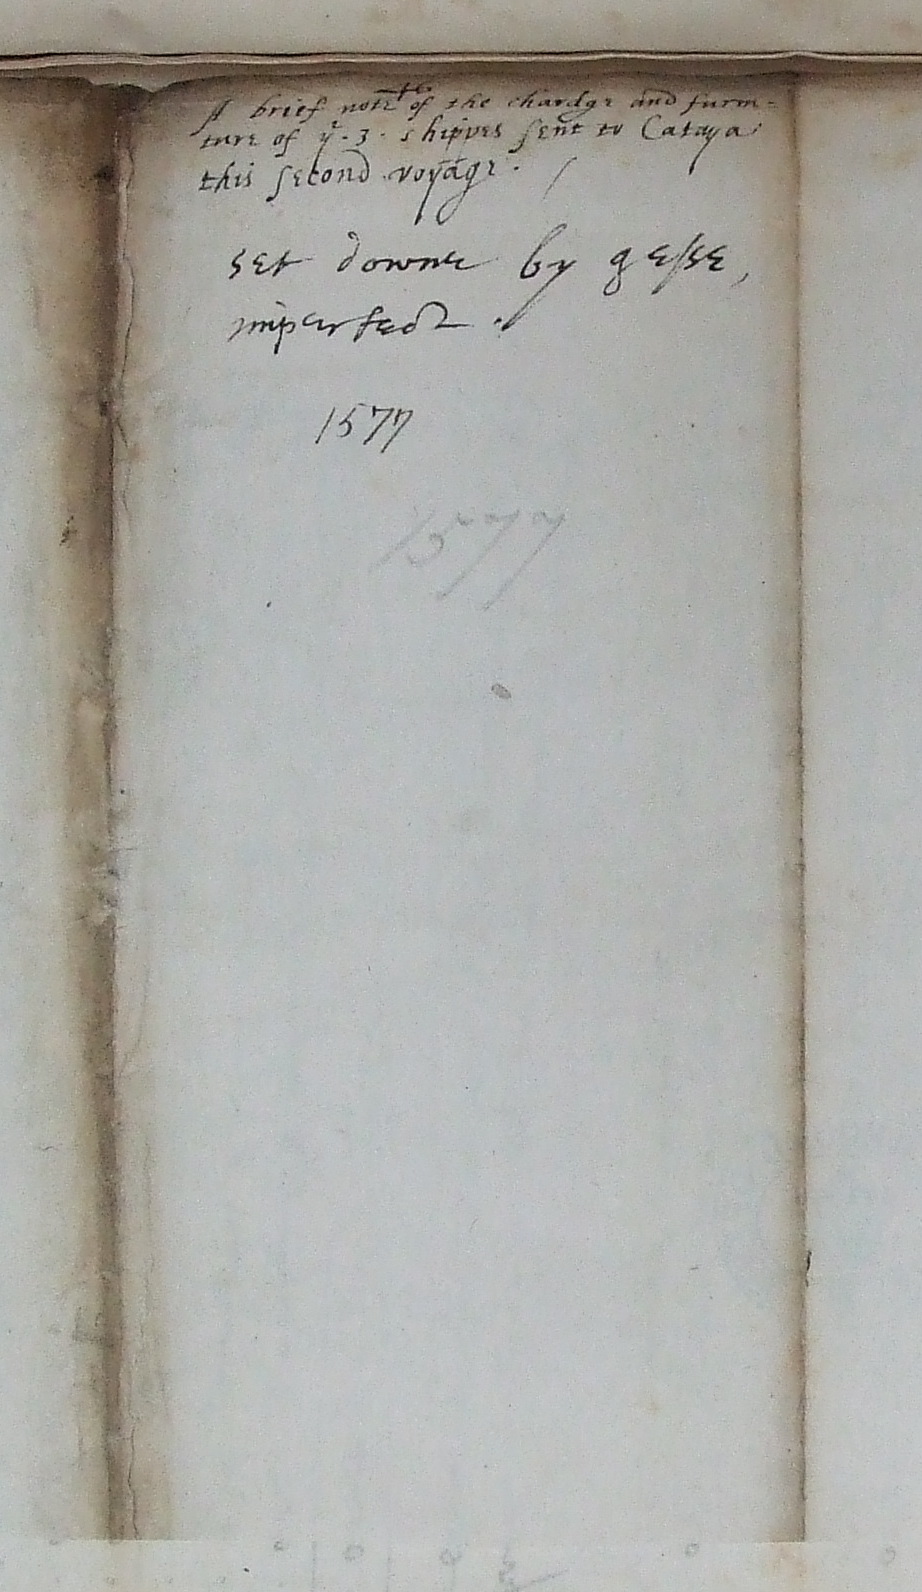 A brief note of the chardge and furni-
ture of yͤ .3. shippes sent to Cataya
this second voyage. /
set downe by gesse,
imperfect.
1577
1577